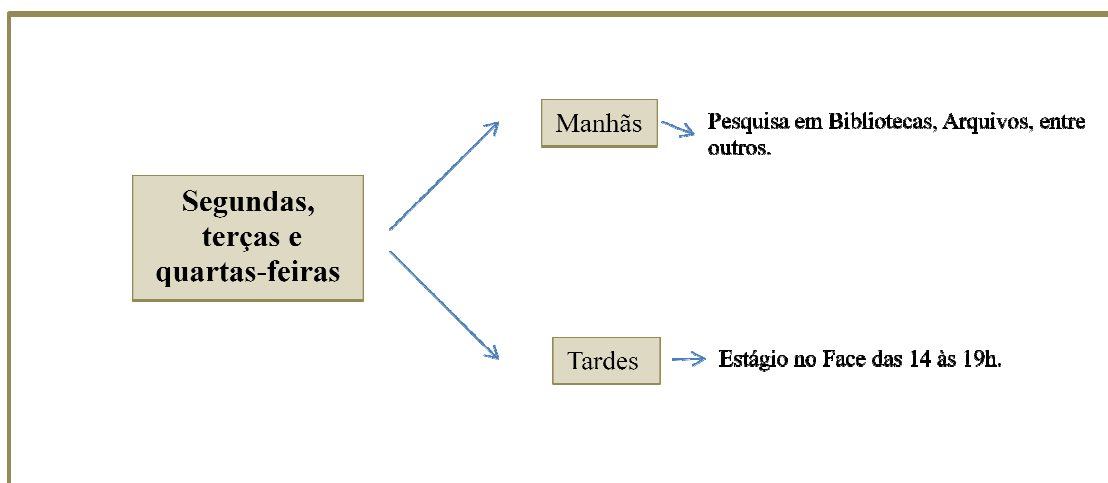 Manhãs
Pesquisa em Bibliotecas, Arquivos, entre
outros.
Segundas,
terças e
quartas-feiras
Tardes
Estágio no Face das 14 às 19h.